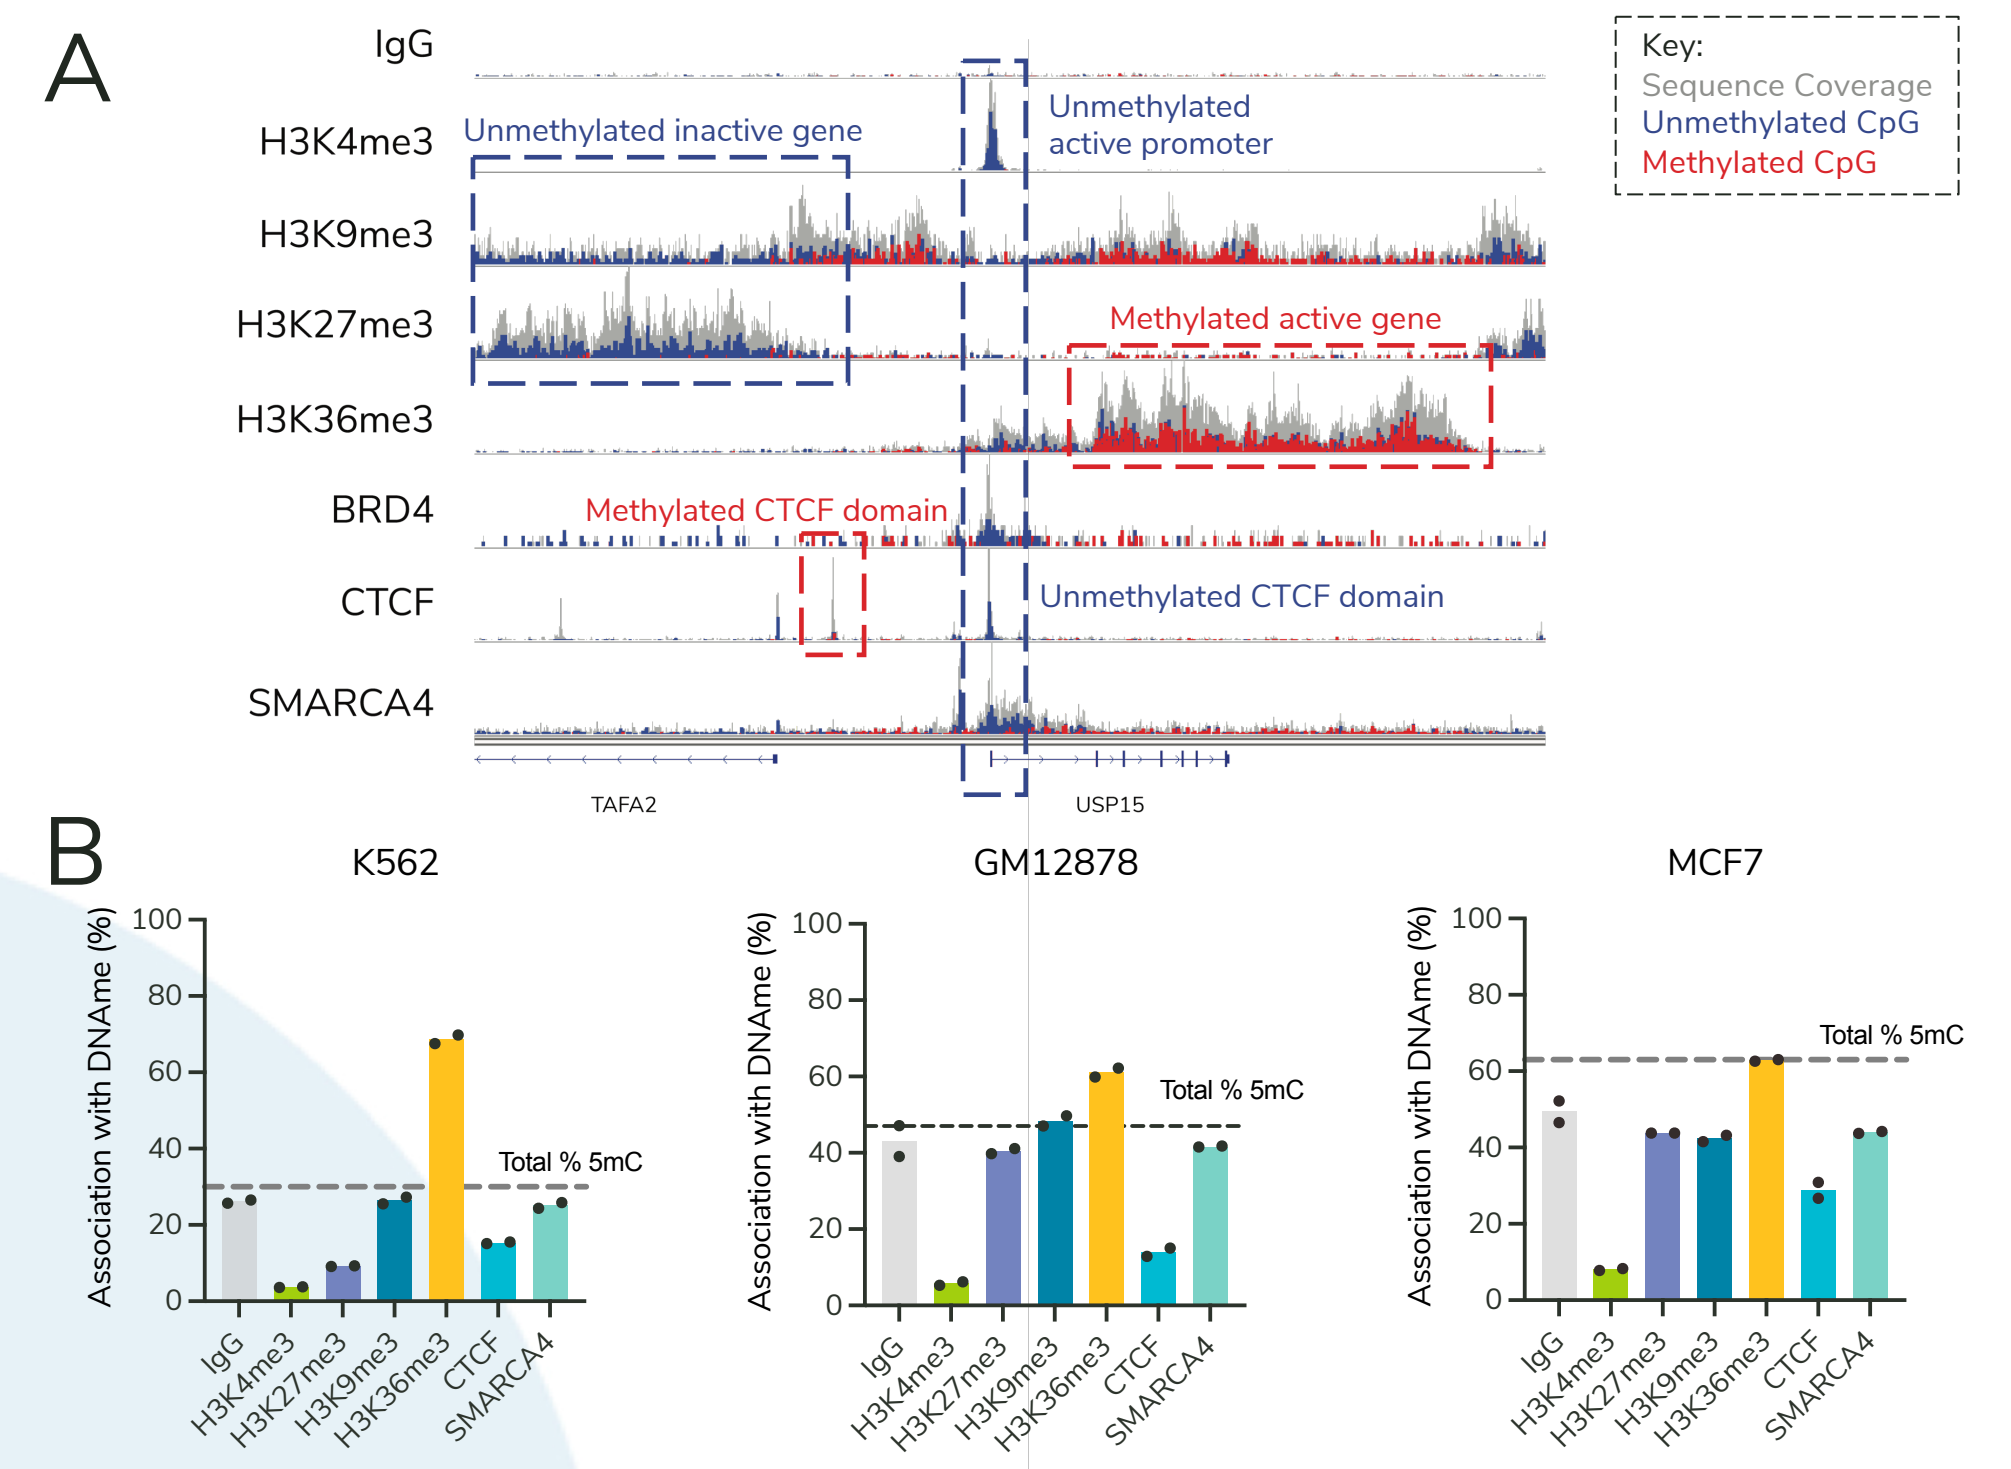 A
IgG
H3K4me3
H3K9me3
H3K27me3
H3K36me3
BRD4
CTCF
SMARCA4
Unmethylated inactive gene
Unmethylated
active promoter
Methylated active gene
Methylated CTCF domain
Unmethylated CTCF domain
TAFA2
USP15
Key:
Sequence Coverage
Unmethylated CpG
Methylated CpG
B
K562
Association with DNAme (%)
100
80
60
40
20
0
Total % 5mC
IgG
H3K4me3
H3K27me3
H3K9me3
H3K36me3
CTCF
SMARCA4
GM12878
Association with DNAme (%)
100
80
60
40
20
0
Total % 5mC
IgG
H3K4me3
H3K27me3
H3K9me3
H3K36me3
CTCF
SMARCA4
MCF7
Association with DNAme (%)
100
80
60
40
20
0
Total % 5mC
IgG
H3K4me3
H3K27me3
H3K9me3
H3K36me3
CTCF
SMARCA4